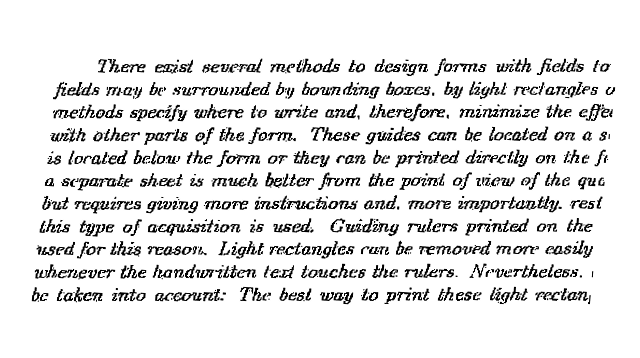 There exist several methods to design forms with fields to
fields may be surrounded by bounding boxes, by light rectangles o
methods specify where to write and, therefore, minimize the effe
with other parts of the form. These guides can be located on a s
is located below the form or they can be printed directly on the f
a separate sheet is much better from the point of view of the qua
but requires giving more instructions and, more importantly, rest
this type of acquisition is used. Guiding rulers printed on the
used for this reason. Light rectangles can be removed more easily
whenever the handwritten text touches the rulers. Nevertheless,
be taken into account: The best way to print these light rectan